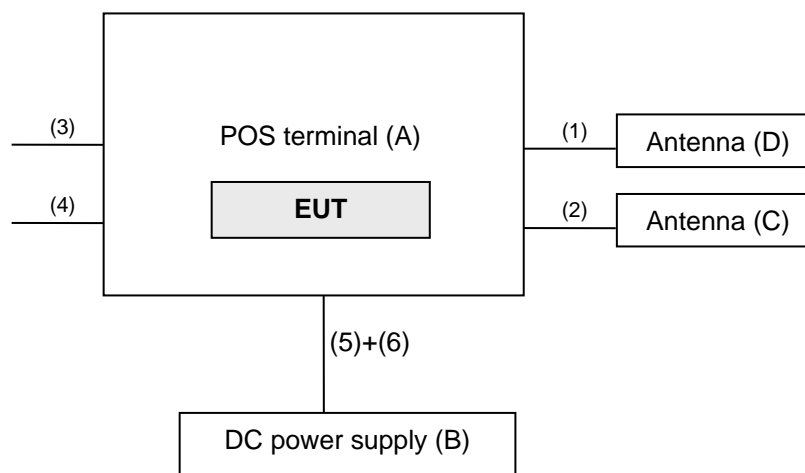 (3)
POS terminal (A)
(1)
Antenna (D)
(4)
EUT
(2)
Antenna (C)
(5)+(6)
DC power supply (B)